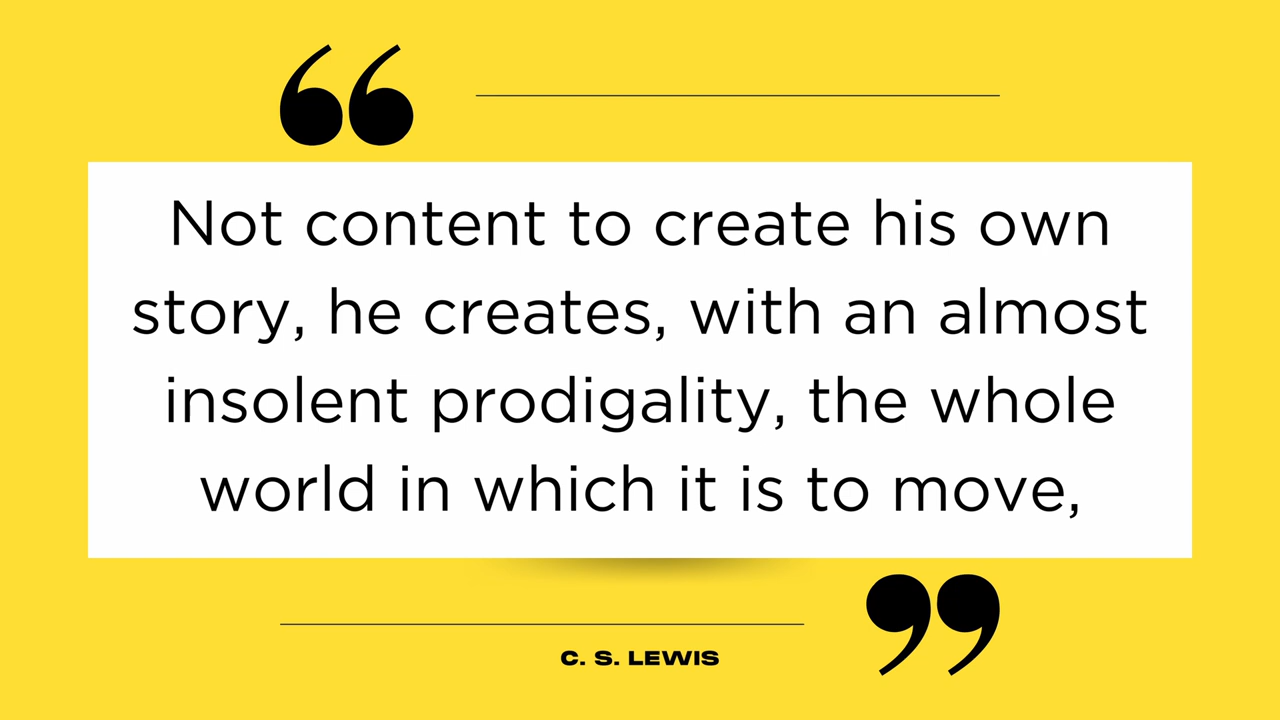 “
Not content to create his own
story, he creates, with an almost
insolent prodigality, the whole
world in which it is to move,
”
C. S. LEWIS